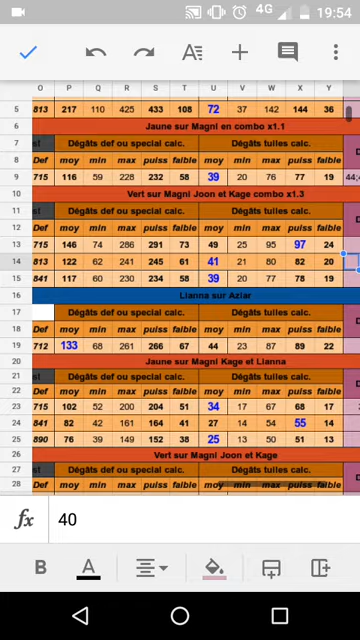 4G 19:54
A
O P Q R S T U V W X Y
5 813 217 110 425 433 108 72 37 142 144 36
6 Jaune sur Magni en combo x1.1
7 Dégâts def ou special calc. Dégâts tuiles calc.
8 Def moy min max puiss faible moy min max puiss faible
9 715 116 59 228 232 58 39 20 76 77 19
10 Vert sur Magni Joon et Kage combo x1.3
11 Dégâts def ou special calc. Dégâts tuiles calc.
12 Def moy min max puiss faible moy min max puiss faible
13 715 146 74 286 291 73 49 25 95 97 24
14 813 122 62 241 245 61 41 21 80 82 20
15 841 117 60 230 234 58 39 20 77 78 19
16 Lianna sur Azlar
17 Dégâts def ou special calc. Dégâts tuiles calc.
18 Def moy min max puiss faible moy min max puiss faible
19 712 133 68 261 266 67 44 23 87 89 22
20 Jaune sur Magni Kage et Lianna
21 Dégâts def ou special calc. Dégâts tuiles calc.
22 Def moy min max puiss faible moy min max puiss faible
23 715 102 52 200 204 51 34 17 67 68 17
24 841 82 42 161 164 41 27 14 54 55 14
25 890 76 39 149 152 38 25 13 50 51 13
26 Vert sur Magni Joon et Kage
27 Dégâts def ou special calc. Dégâts tuiles calc.
28 Def moy min max puiss faible moy min max puiss faible
fx 40
B A